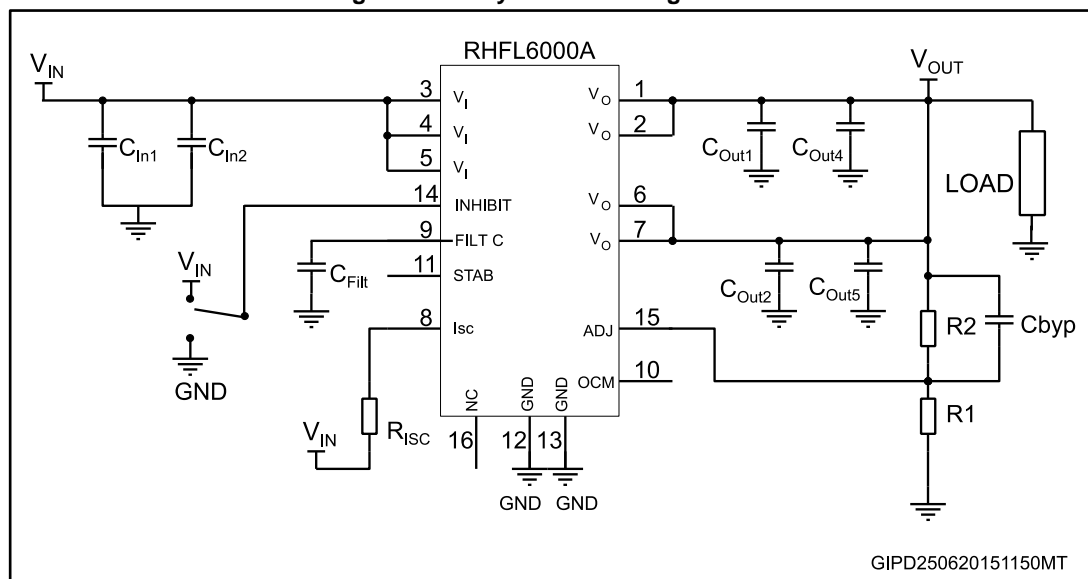 RHFL6000A
V_IN
V_OUT
3 V_I
4 V_I
5 V_I
14 INHIBIT
9 FILT C
11 STAB
8 Isc
V_O 1
V_O 2
V_O 6
V_O 7
ADJ 15
OCM 10
NC
GND
GND
16
12
13
GND
GND
C_In1
C_In2
C_Out1
C_Out4
LOAD
C_Filt
V_IN
GND
C_Out2
C_Out5
R2
Cbyp
R1
R_ISC
V_IN
GIPD250620151150MT